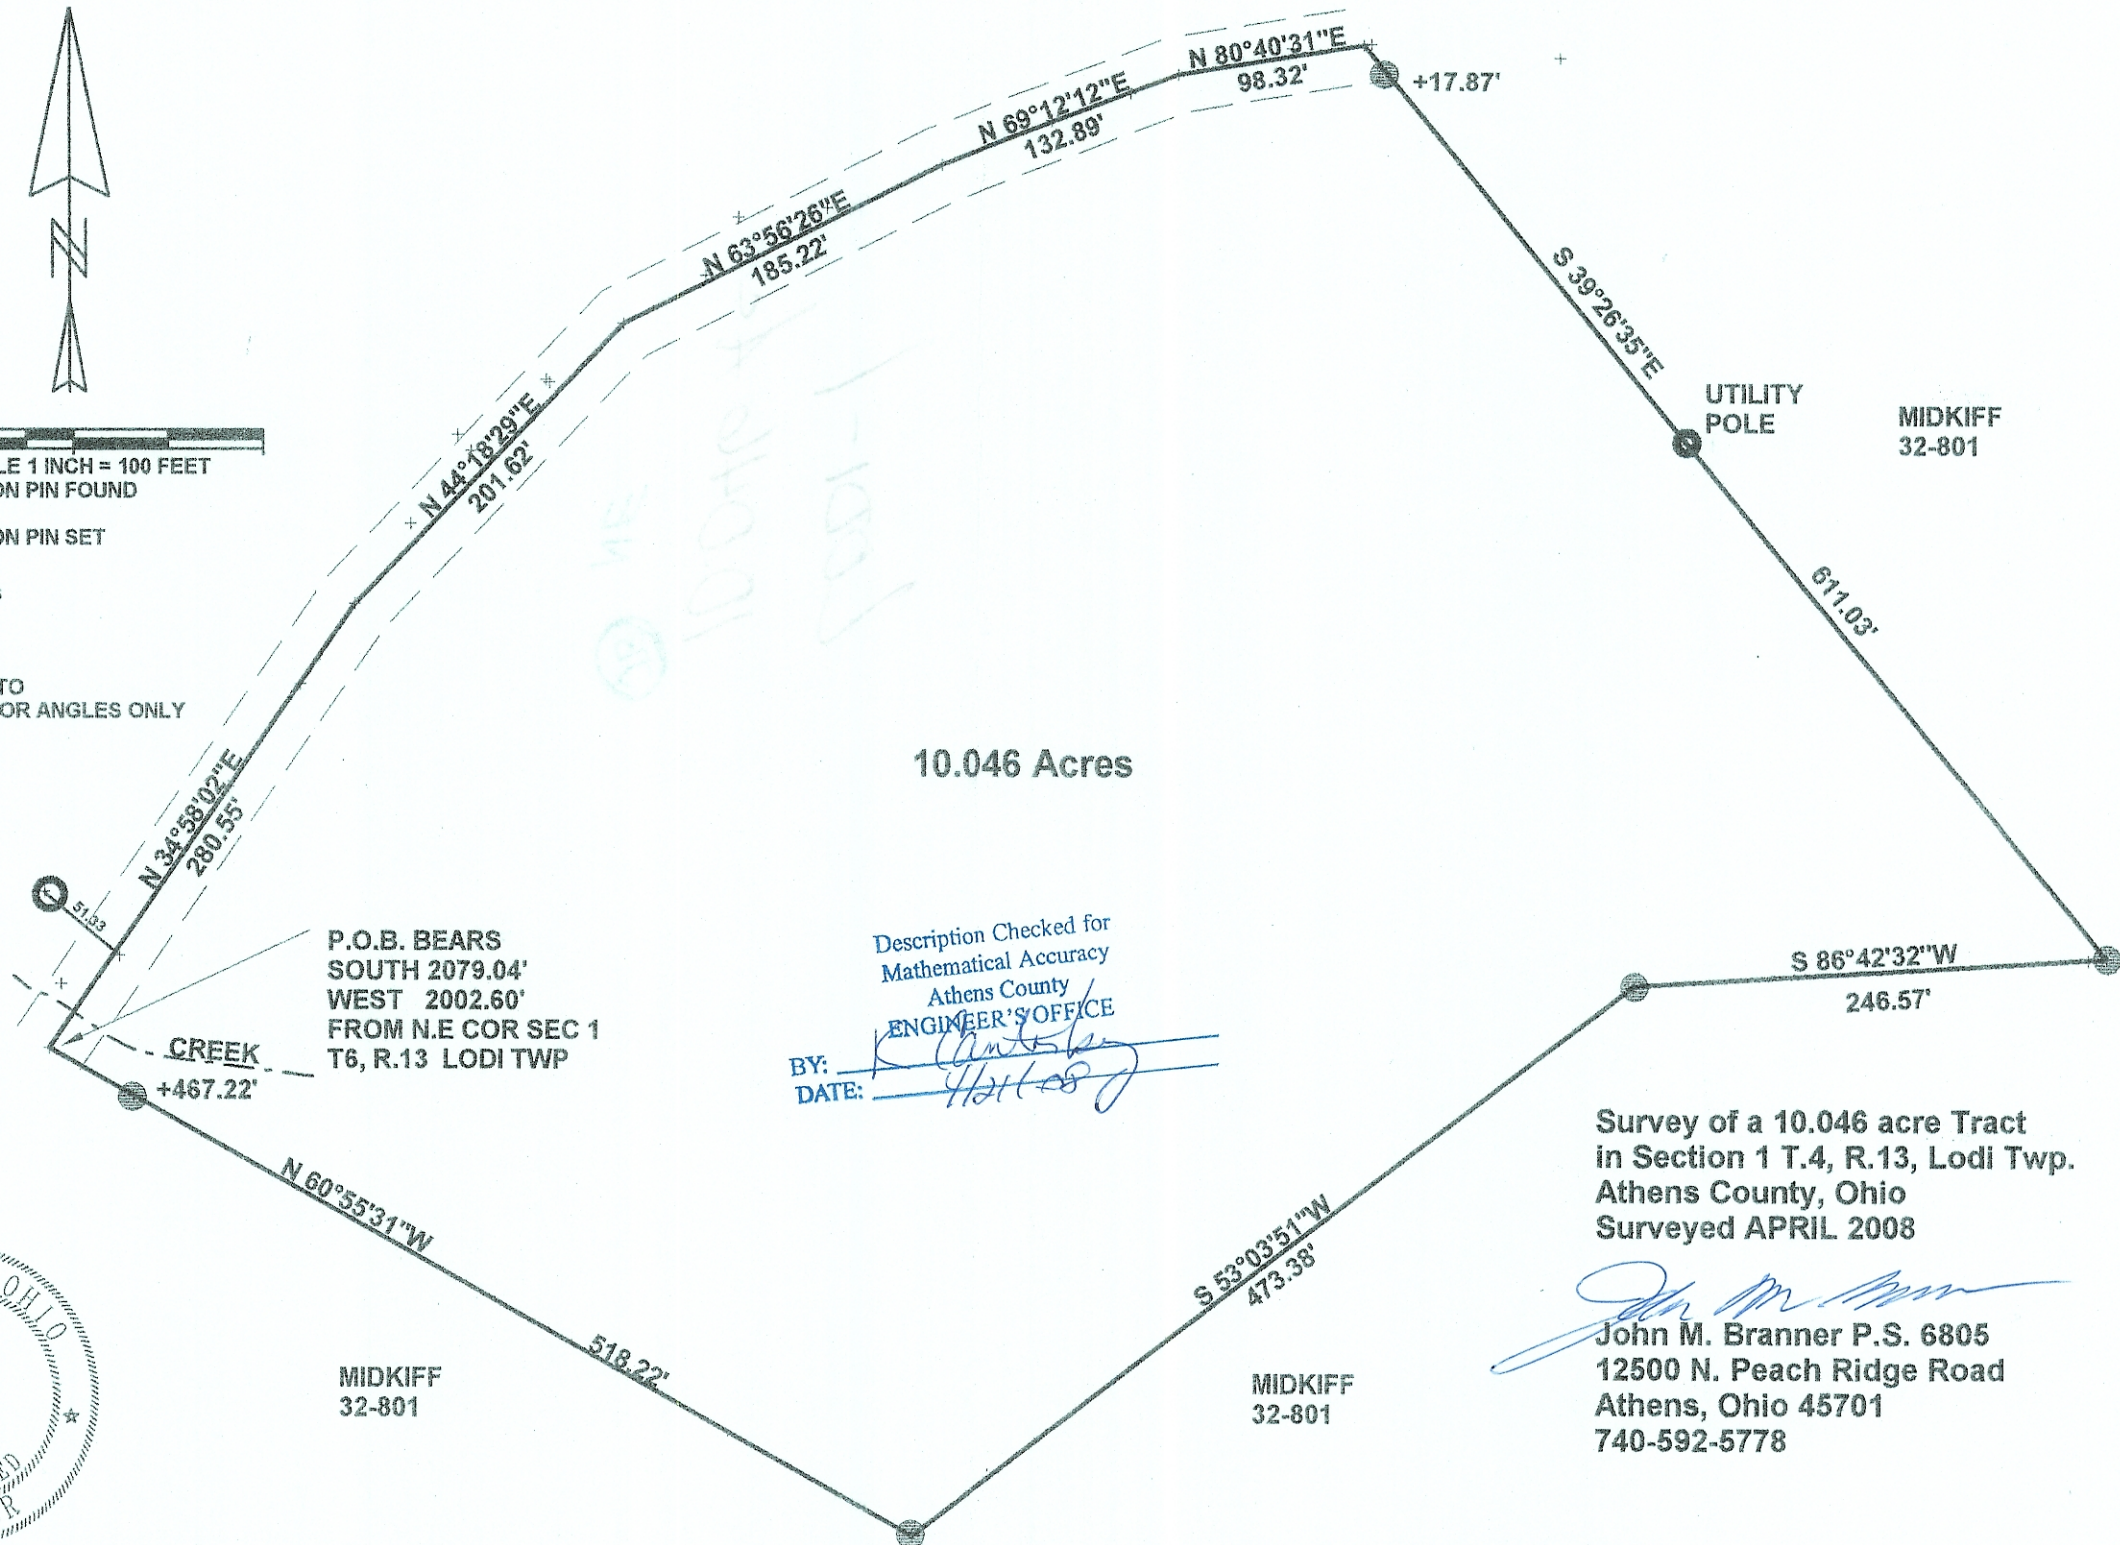 N 80°40'31"E
98.32'
+17.87'
N 69°12'12"E
132.89'
N 63°56'26"E
185.22'
N
S 39°26'35"E
UTILITY
POLE
MIDKIFF
32-801
N 44°18'29"E
201.62'
LE 1 INCH = 100 FEET
ON PIN FOUND
ON PIN SET
TO
OR ANGLES ONLY
611.03'
10.046 Acres
N 34°58'02"E
280.55'
51.33
P.O.B. BEARS
SOUTH 2079.04'
WEST 2002.60'
FROM N.E COR SEC 1
T6, R.13 LODI TWP
CREEK
+467.22'
Description Checked for
Mathematical Accuracy
Athens County
ENGINEER'S OFFICE
BY:
DATE: 4/21/08
S 86°42'32"W
246.57'
N 60°55'31"W
518.22'
S 53°03'51"W
473.38'
MIDKIFF
32-801
MIDKIFF
32-801
Survey of a 10.046 acre Tract
in Section 1 T.4, R.13, Lodi Twp.
Athens County, Ohio
Surveyed APRIL 2008
John M. Branner P.S. 6805
12500 N. Peach Ridge Road
Athens, Ohio 45701
740-592-5778
OHIO
ED
R